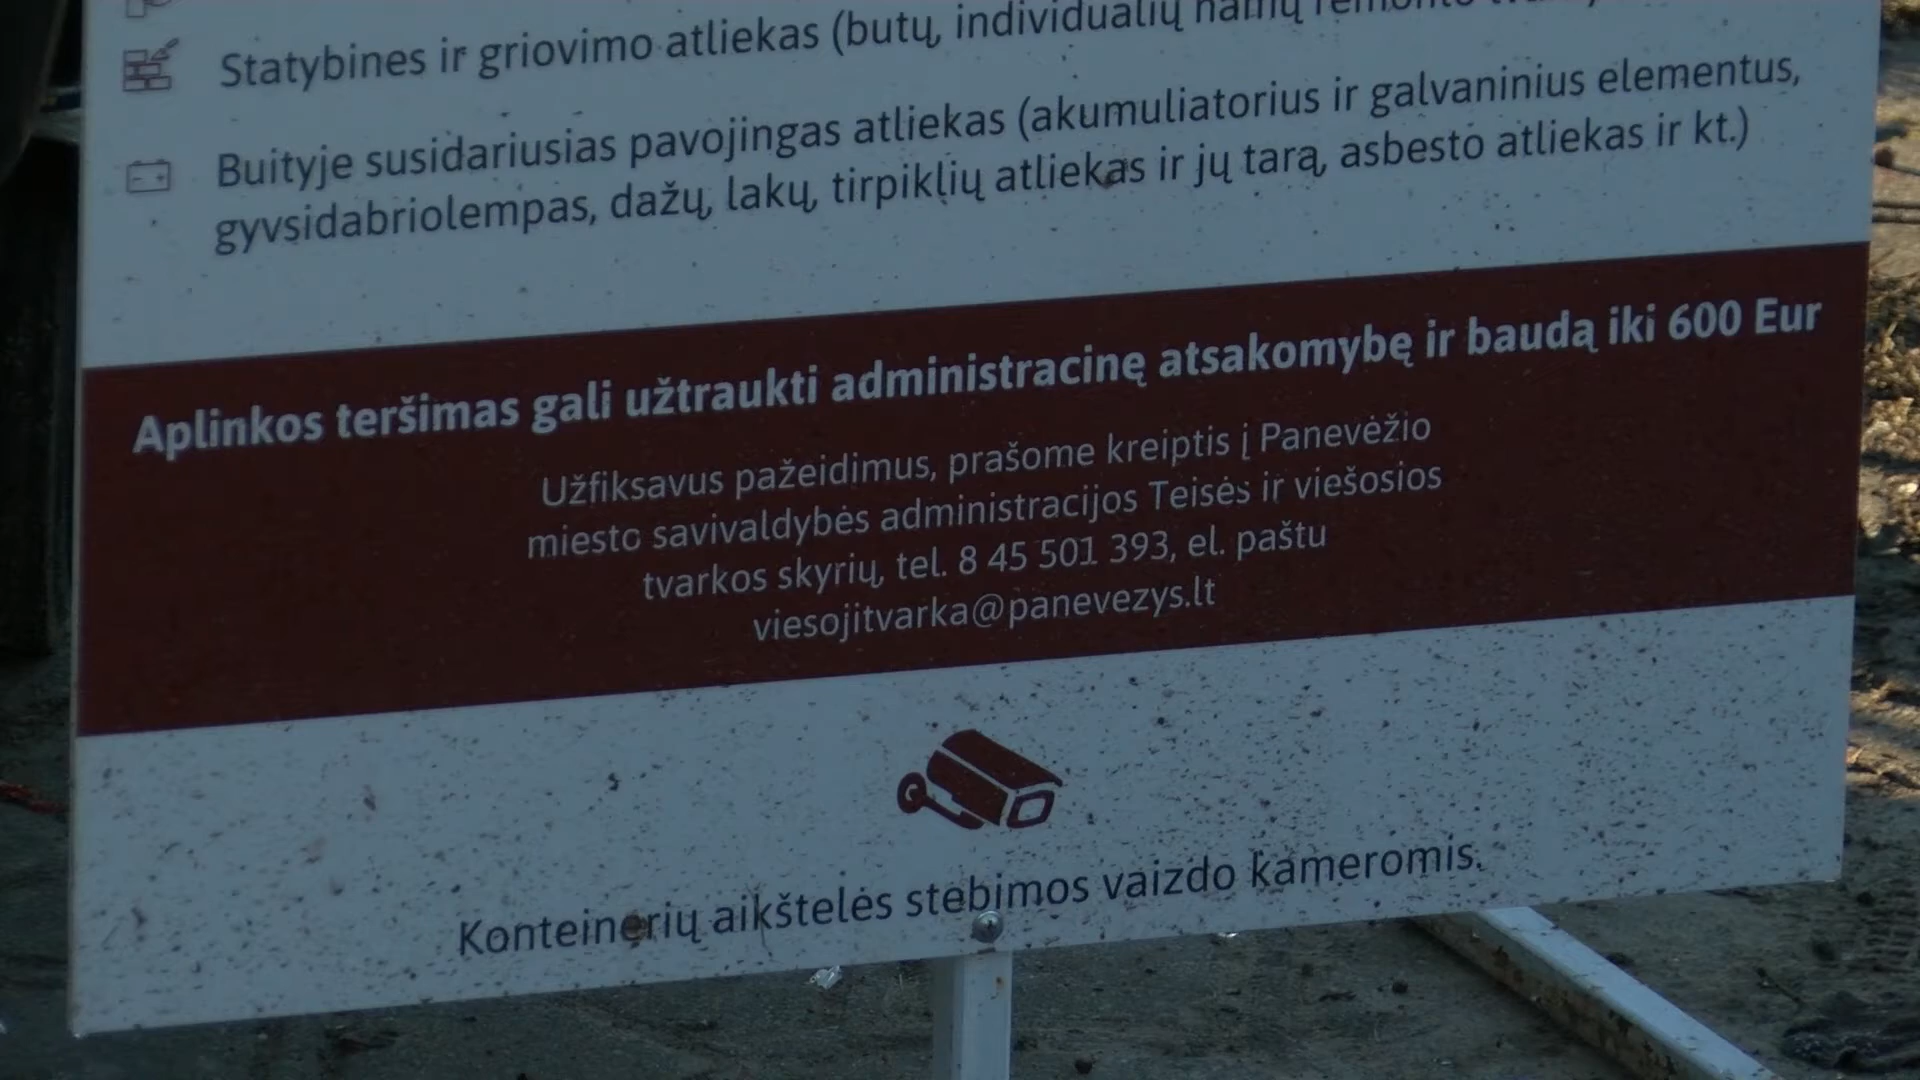 Statybines ir griovimo atliekas (butų, individualių namų remonto
Buityje susidariusias pavojingas atliekas (akumuliatorius ir galvaninius elementus,
gyvsidabriolempas, dažų, lakų, tirpiklių atliekas ir jų tarą, asbesto atliekas ir kt.)
Aplinkos teršimas gali užtraukti administracinę atsakomybę ir baudą iki 600 Eur
Užfiksavus pažeidimus, prašome kreiptis į Panevėžio
miesto savivaldybės administracijos Teisės ir viešosios
tvarkos skyrių, tel. 8 45 501 393, el. paštu
viesojitvarka@panevezys.lt
Konteinerių aikštelės stebimos vaizdo kameromis.